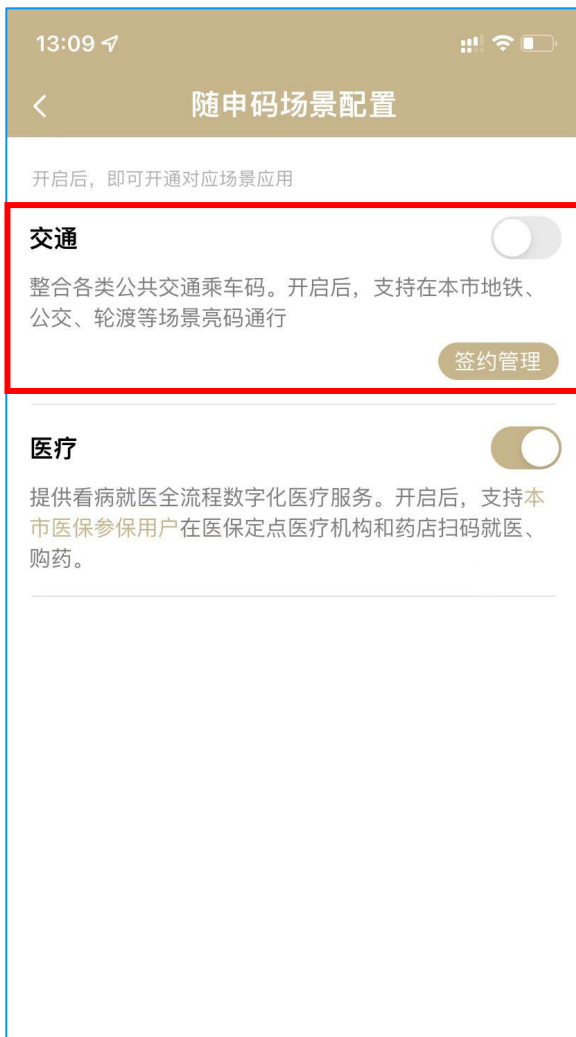 13:09
随申码场景配置
开启后，即可开通对应场景应用
交通
整合各类公共交通乘车码。开启后，支持在本市地铁、
公交、轮渡等场景亮码通行
签约管理
医疗
提供看病就医全流程数字化医疗服务。开启后，支持本
市医保参保用户在医保定点医疗机构和药店扫码就医、
购药。